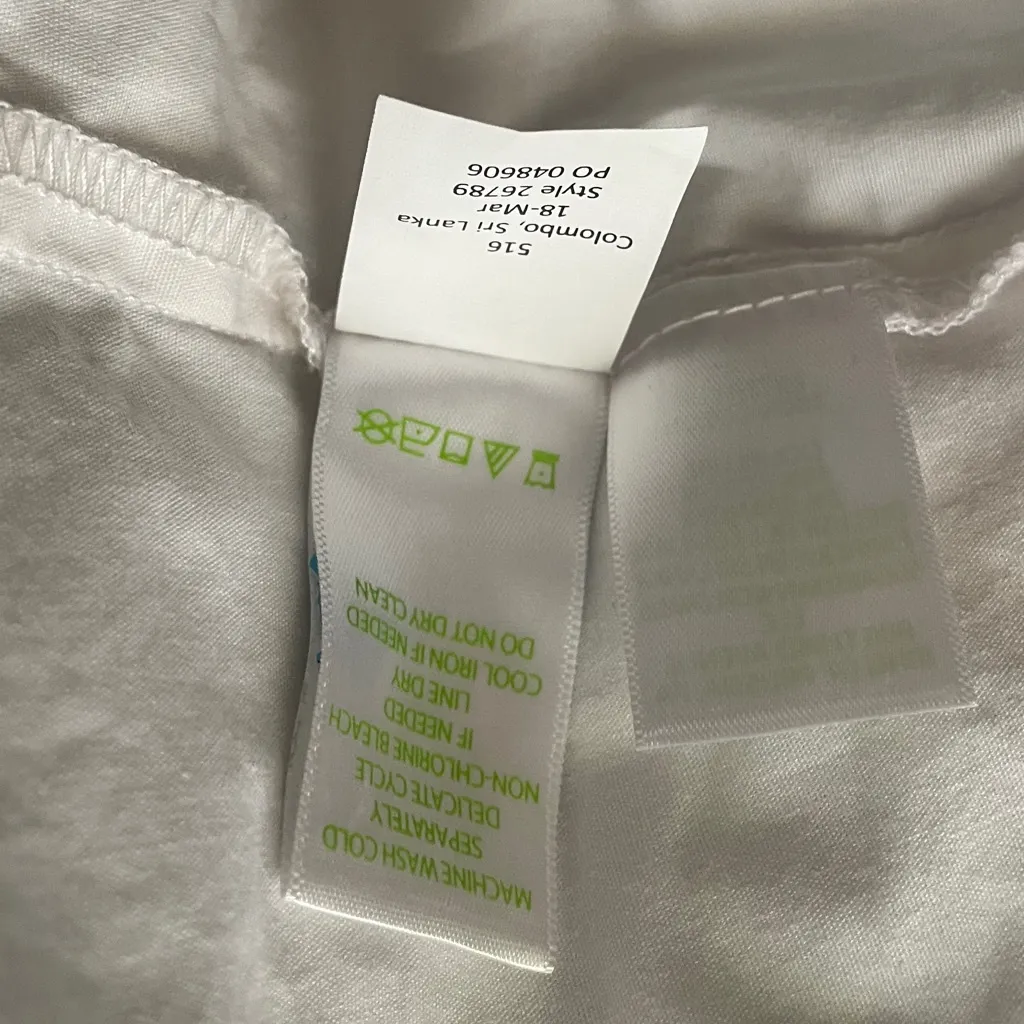 MACHINE WASH COLD
SEPARATELY
DELICATE CYCLE
NON-CHLORINE BLEACH
IF NEEDED
LINE DRY
COOL IRON IF NEEDED
DO NOT DRY CLEAN
516
Colombo, Sri Lanka
18-Mar
Style 26789
PO 048606